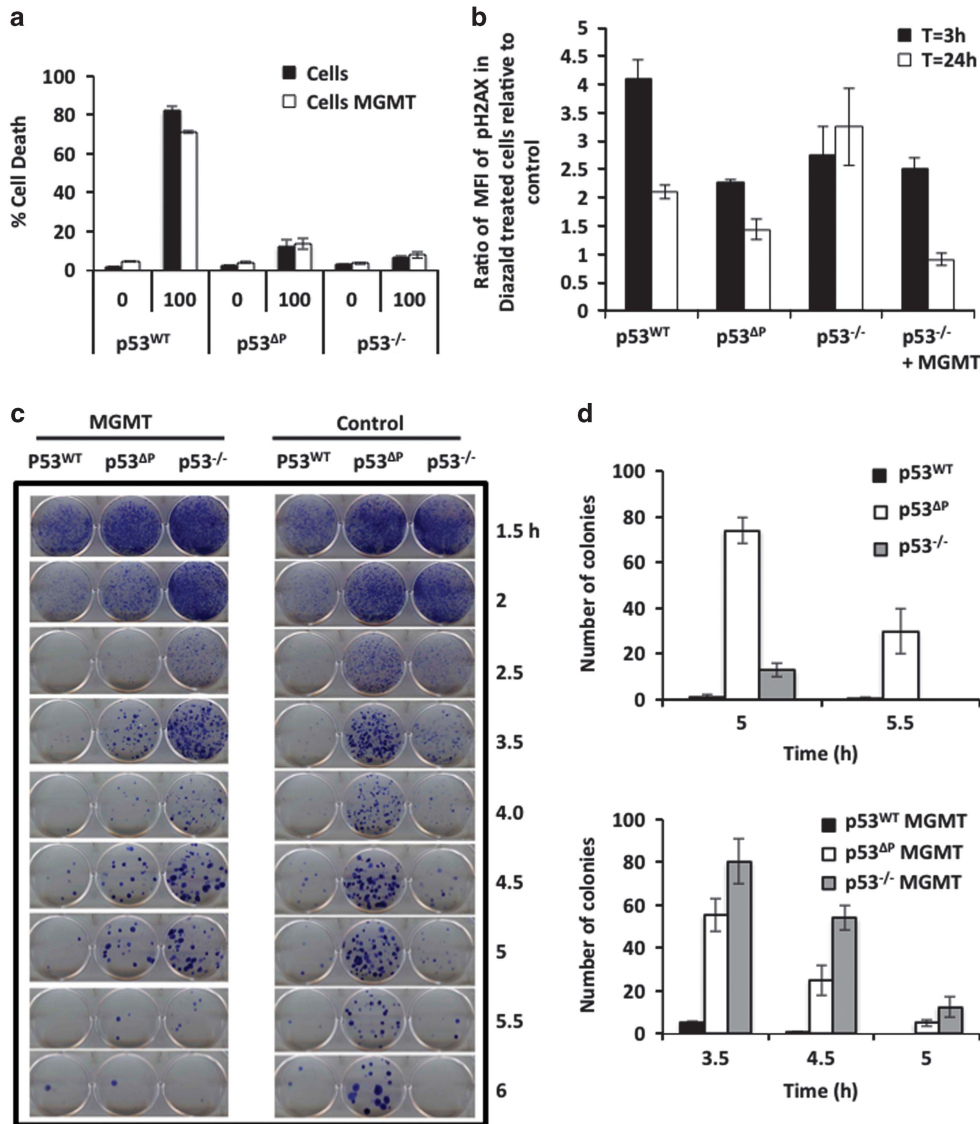 a
% Cell Death
100
80
60
40
20
0
Cells
Cells MGMT
0 100 0 100 0 100
p53WT p53ΔP p53-/-
b
Ratio of MFI of pH2AX in
Diazald treated cells relative to
control
5
4.5
4
3.5
3
2.5
2
1.5
1
0.5
0
T=3h
T=24h
p53WT p53ΔP p53-/- p53-/-
+ MGMT
c
MGMT Control
P53WT p53ΔP p53-/- p53WT p53ΔP p53-/-
1.5 h
2
2.5
3.5
4.0
4.5
5
5.5
6
d
Number of colonies
100
80
60
40
20
0
p53WT
p53ΔP
p53-/-
5 5.5
Time (h)
Number of colonies
100
80
60
40
20
0
p53WT MGMT
p53ΔP MGMT
p53-/- MGMT
3.5 4.5 5
Time (h)